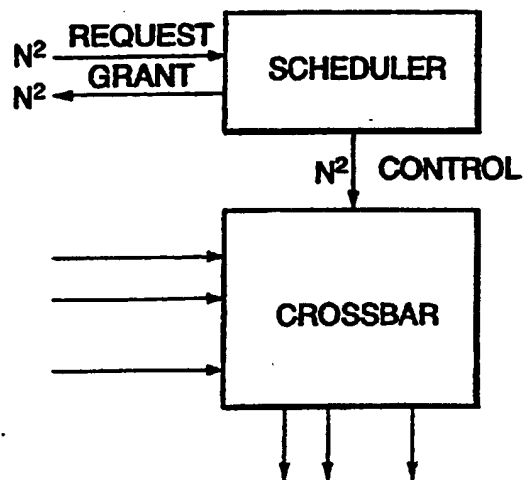 N² REQUEST
N² GRANT
SCHEDULER
N² CONTROL
CROSSBAR